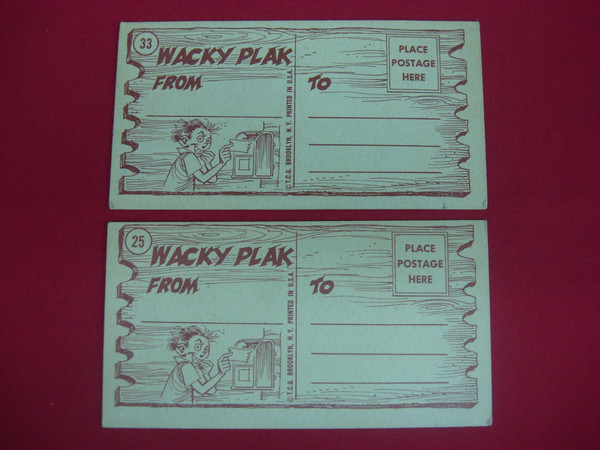 33
WACKY PLAK
FROM
TO
PLACE
POSTAGE
HERE
© T.C.G. BROOKLYN, N. Y. PRINTED IN U.S.A.
25
WACKY PLAK
FROM
TO
PLACE
POSTAGE
HERE
© T.C.G. BROOKLYN, N. Y. PRINTED IN U.S.A.